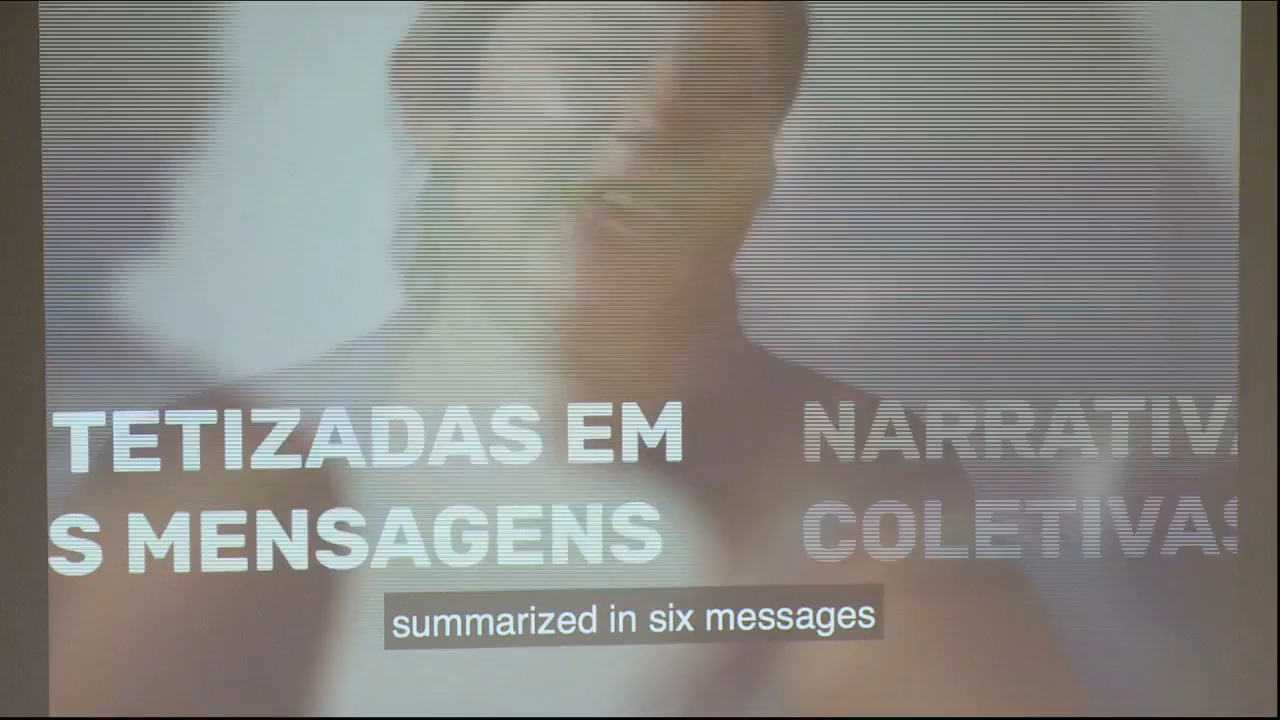 TETIZADAS EM
S MENSAGENS
NARRATIV
COLETIVAS
summarized in six messages